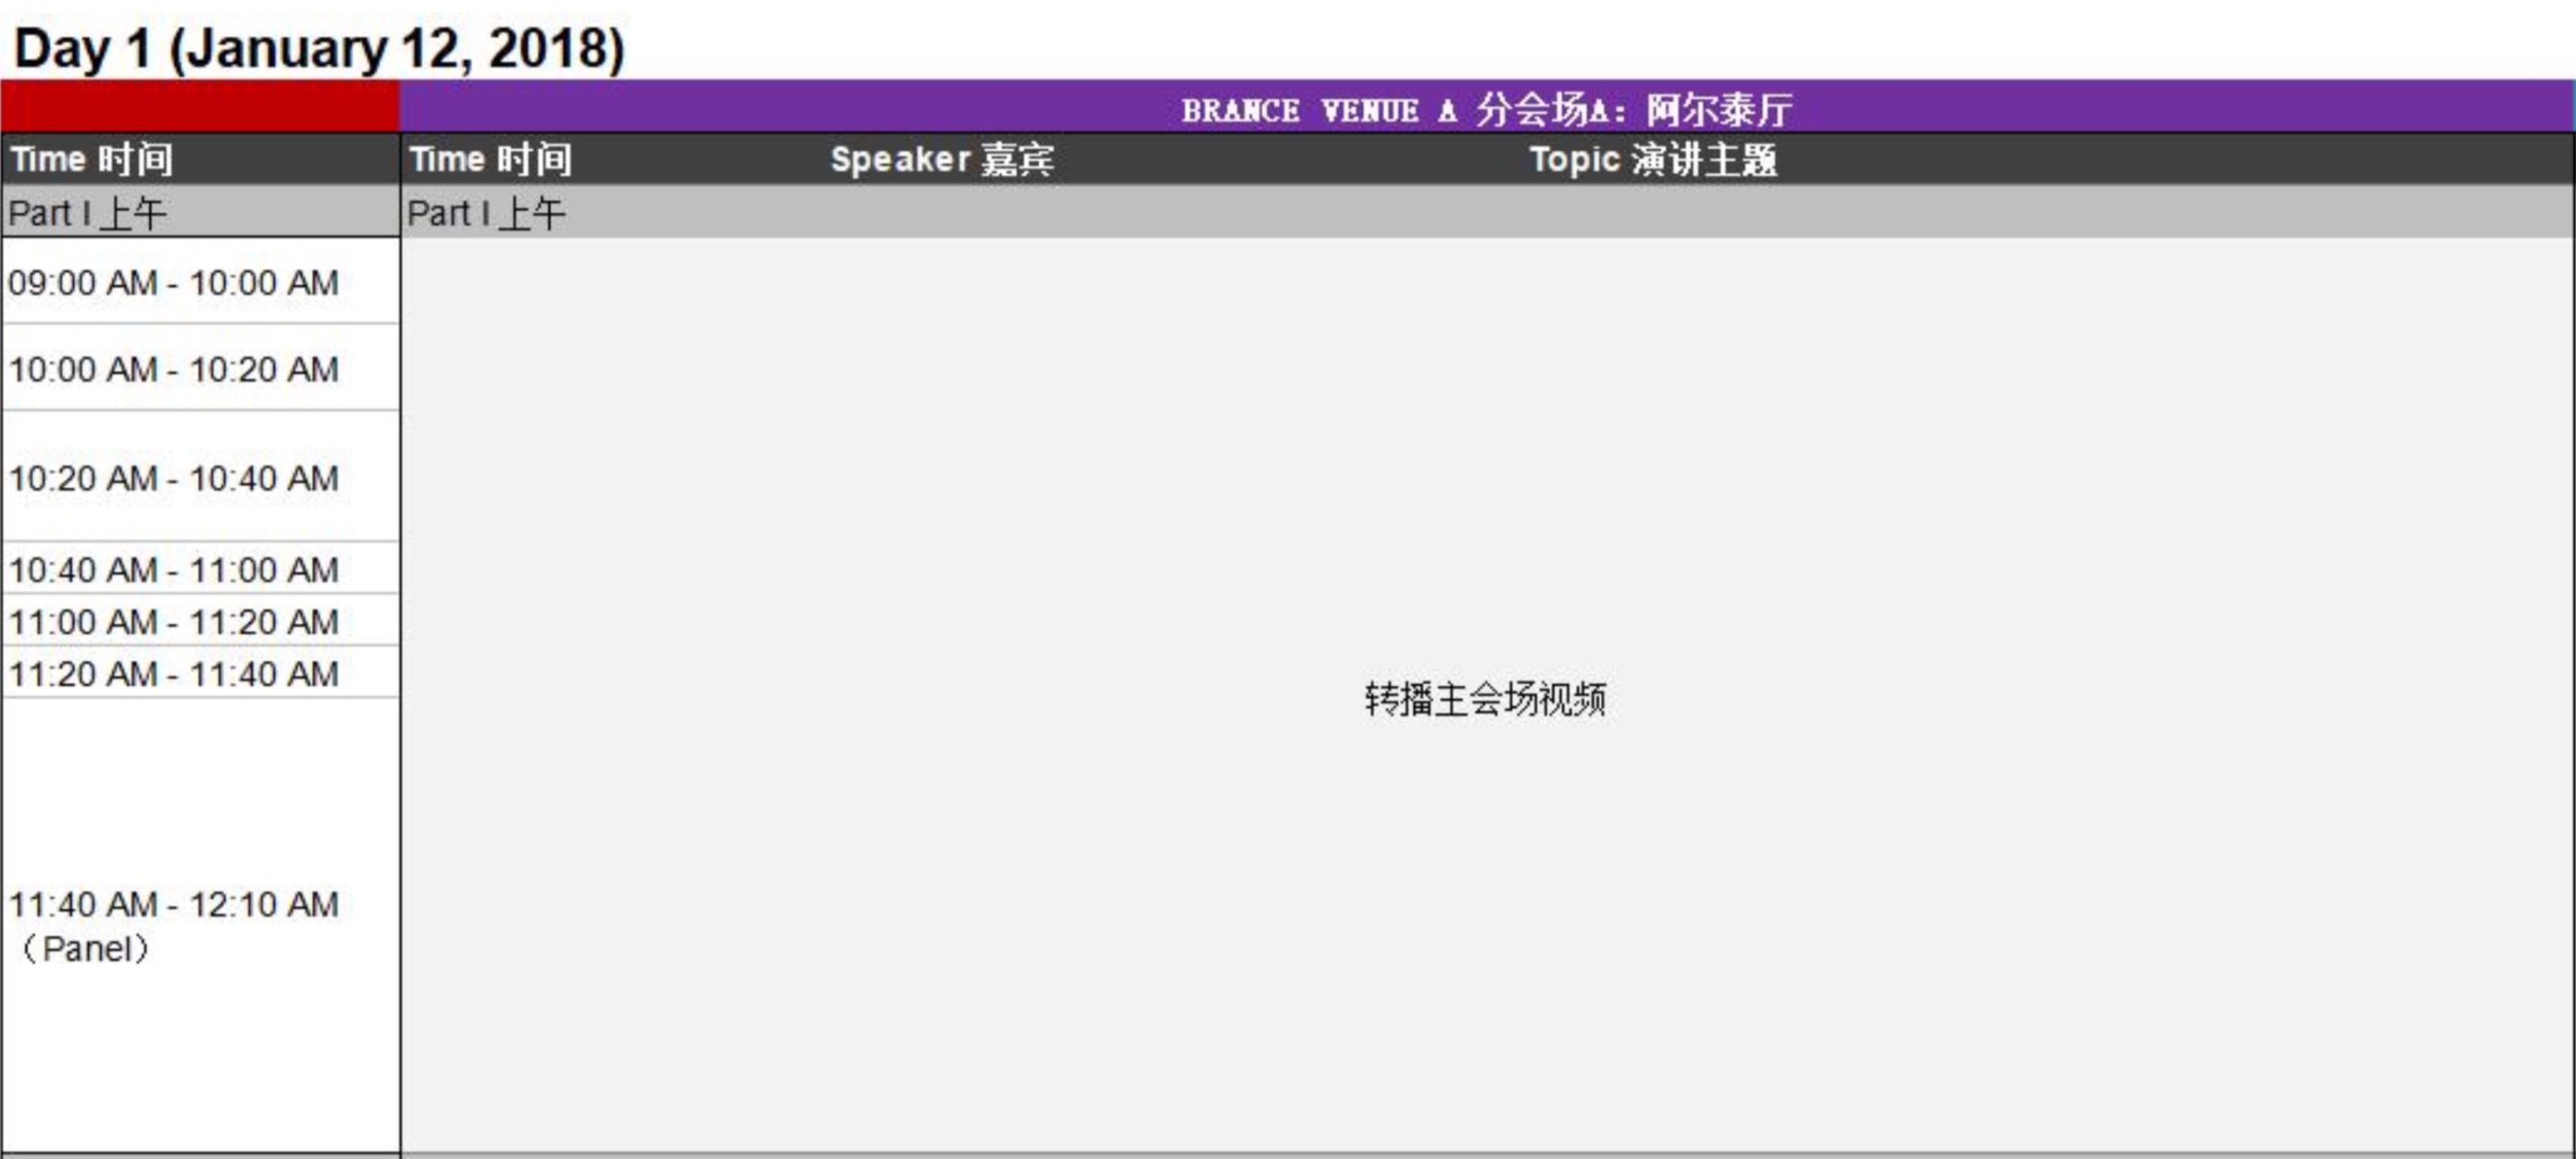 Day 1 (January 12, 2018)
BRANCE VENUE A 分会场A: 阿尔泰厅
Time 时间 Time 时间 Speaker 嘉宾 Topic 演讲主题
Part I 上午 Part I 上午
09:00 AM - 10:00 AM
10:00 AM - 10:20 AM
10:20 AM - 10:40 AM
10:40 AM - 11:00 AM
11:00 AM - 11:20 AM
11:20 AM - 11:40 AM
转播主会场视频
11:40 AM - 12:10 AM
（Panel）